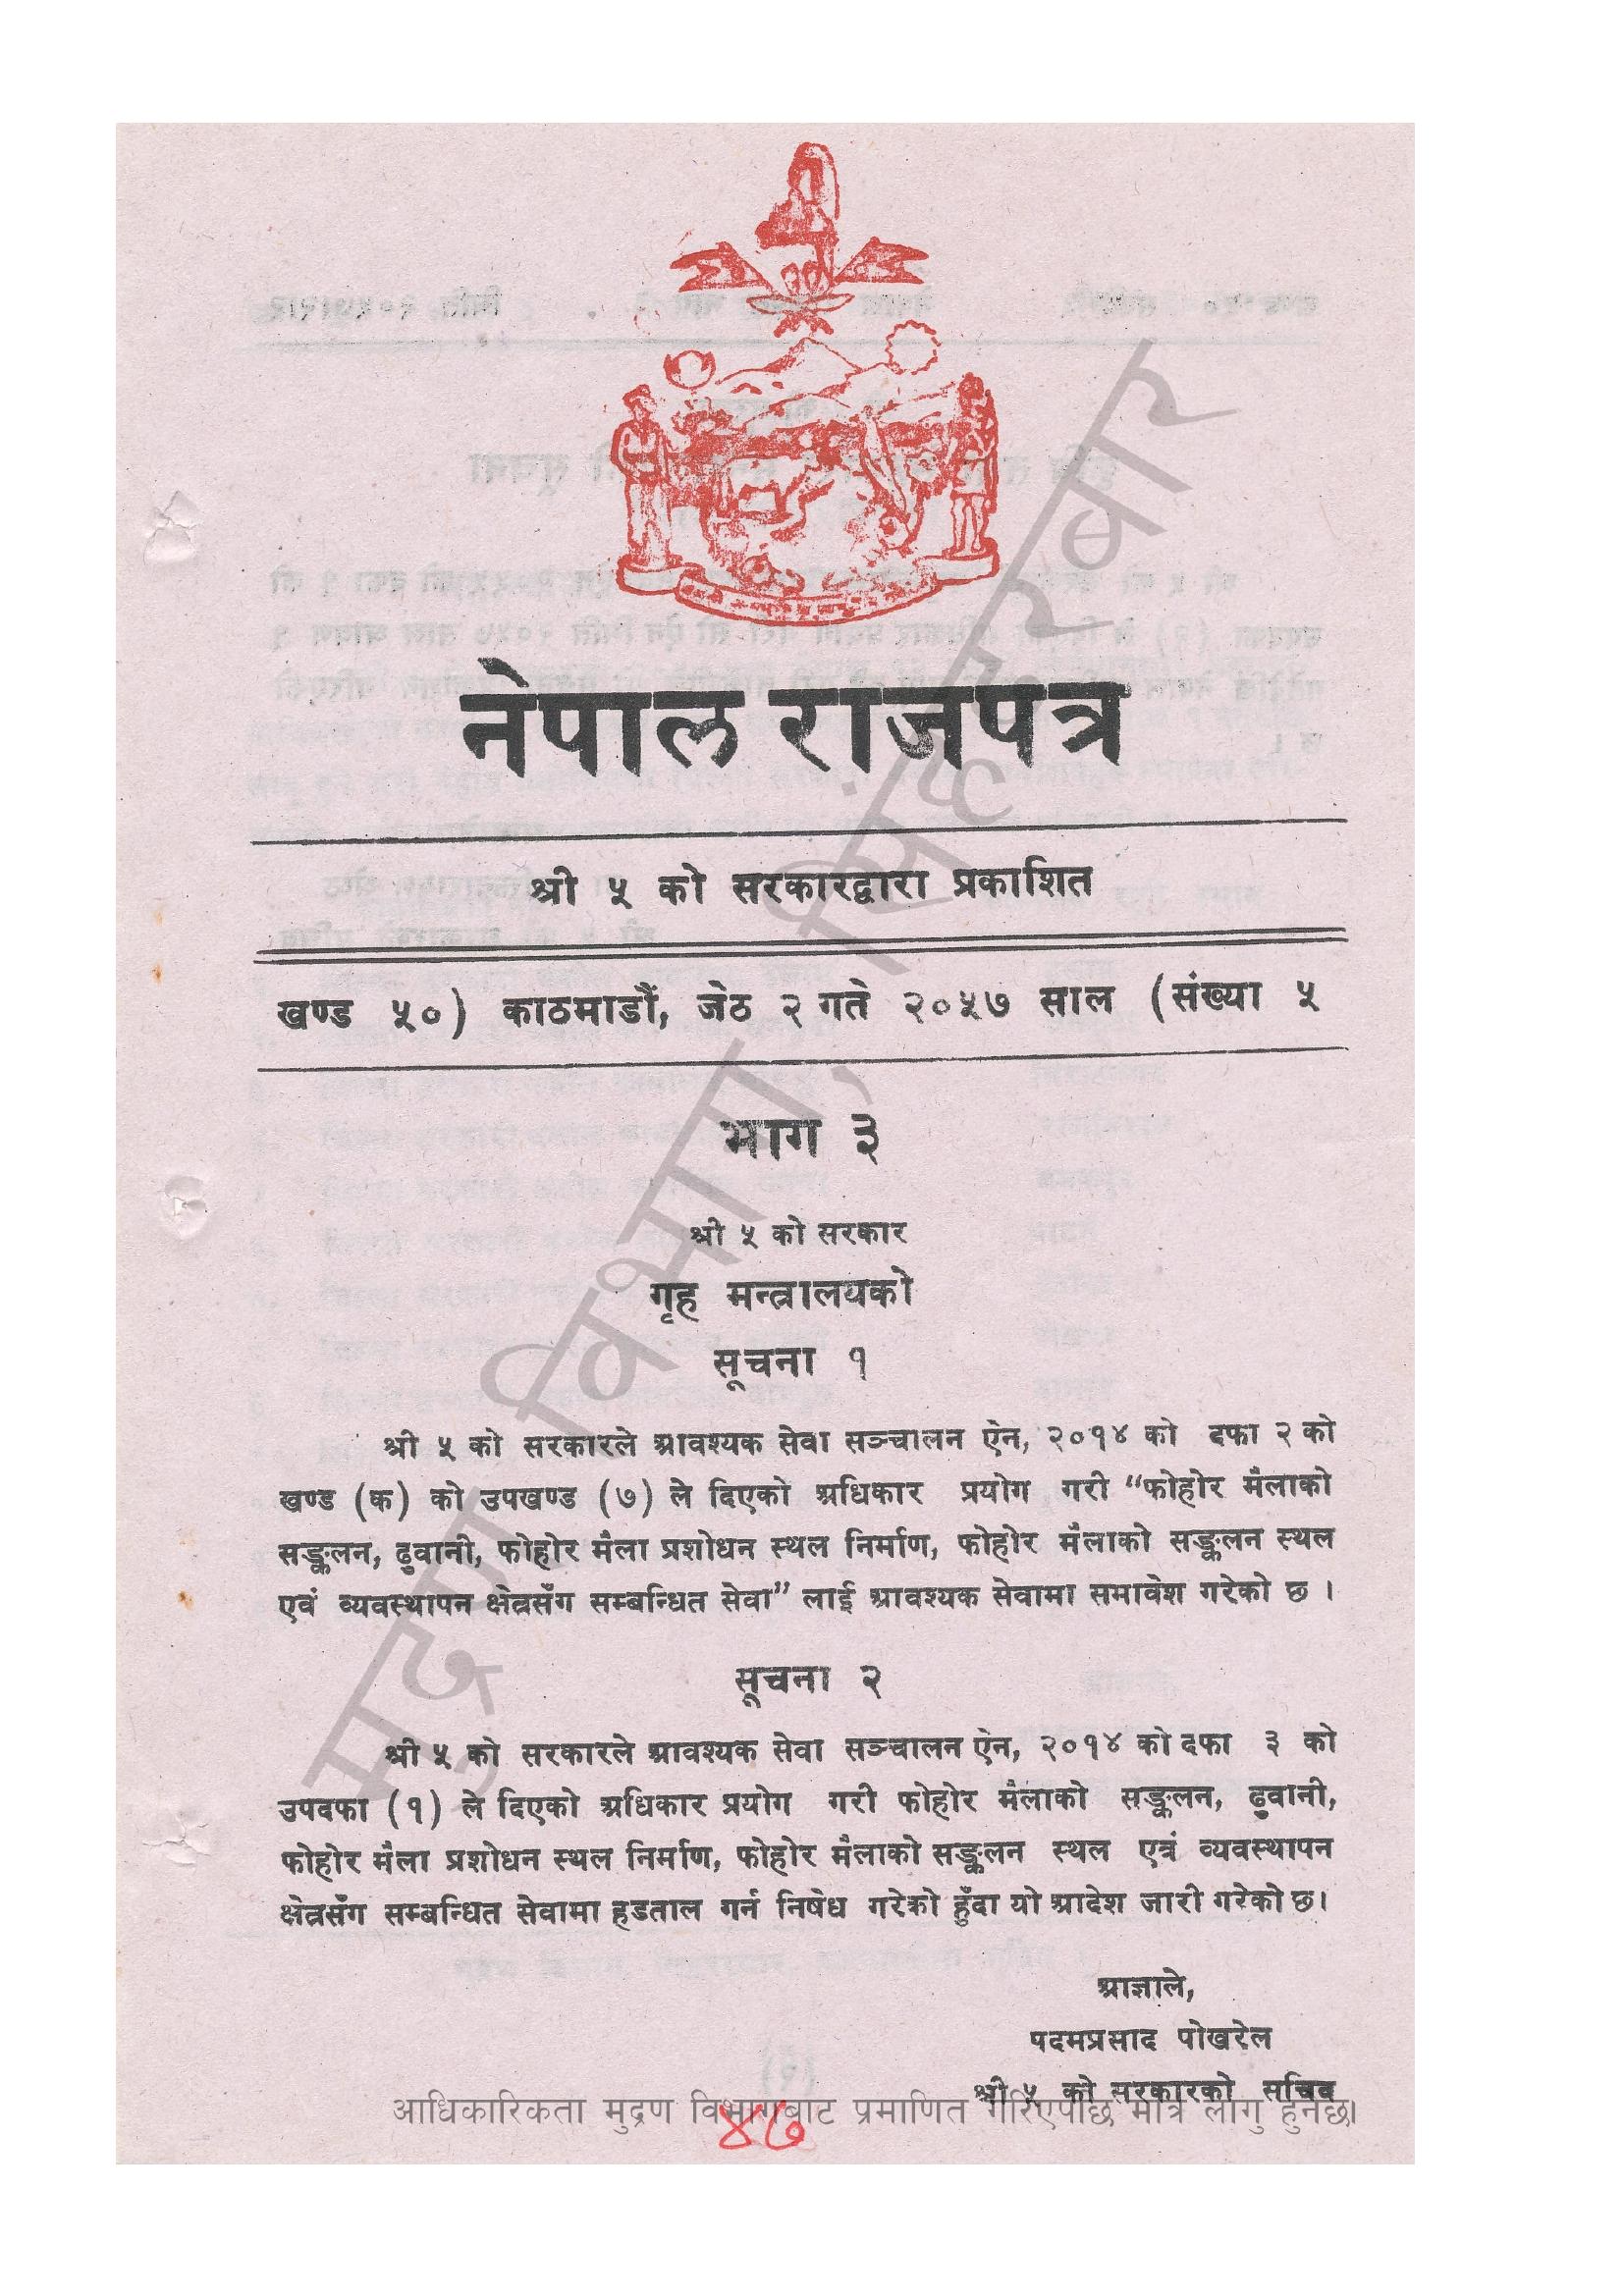 नेपाल राजपत्र
श्री ५ को सरकारद्वारा प्रकाशित
खण्ड ५०) काठमाडौं, जेठ २ गते २०५७ साल (संख्या ५
भाग ३
श्री ५ को सरकार
गृह मन्त्रालयको
सूचना १
श्री ५ को सरकारले आवश्यक सेवा सञ्चालन ऐन, २०१४ को दफा २ को
खण्ड (क) को उपखण्ड (७) ले दिएको अधिकार प्रयोग गरी “फोहोर मैलाको
सङ्कलन, ढुवानी, फोहोर मैला प्रशोधन स्थल निर्माण, फोहोर मैलाको सङ्कलन स्थल
एवं व्यवस्थापन क्षेत्रसँग सम्बन्धित सेवा” लाई आवश्यक सेवामा समावेश गरेको छ ।
सूचना २
श्री ५ को सरकारले आवश्यक सेवा सञ्चालन ऐन, २०१४ को दफा ३ को
उपदफा (१) ले दिएको अधिकार प्रयोग गरी फोहोर मैलाको सङ्कलन, ढुवानी,
फोहोर मैला प्रशोधन स्थल निर्माण, फोहोर मैलाको सङ्कलन स्थल एवं व्यवस्थापन
क्षेत्रसँग सम्बन्धित सेवामा हडताल गर्न निषेध गरेको हुँदा यो आदेश जारी गरेको छ।
आज्ञाले,
पदमप्रसाद पोखरेल
श्री ५ को सरकारको सचिव
आधिकारिकता मुद्रण विभागबाट प्रमाणित गरिएपछि मात्र लागु हुनेछ।
४७
मुद्रण विभाग, सिंहदरवार